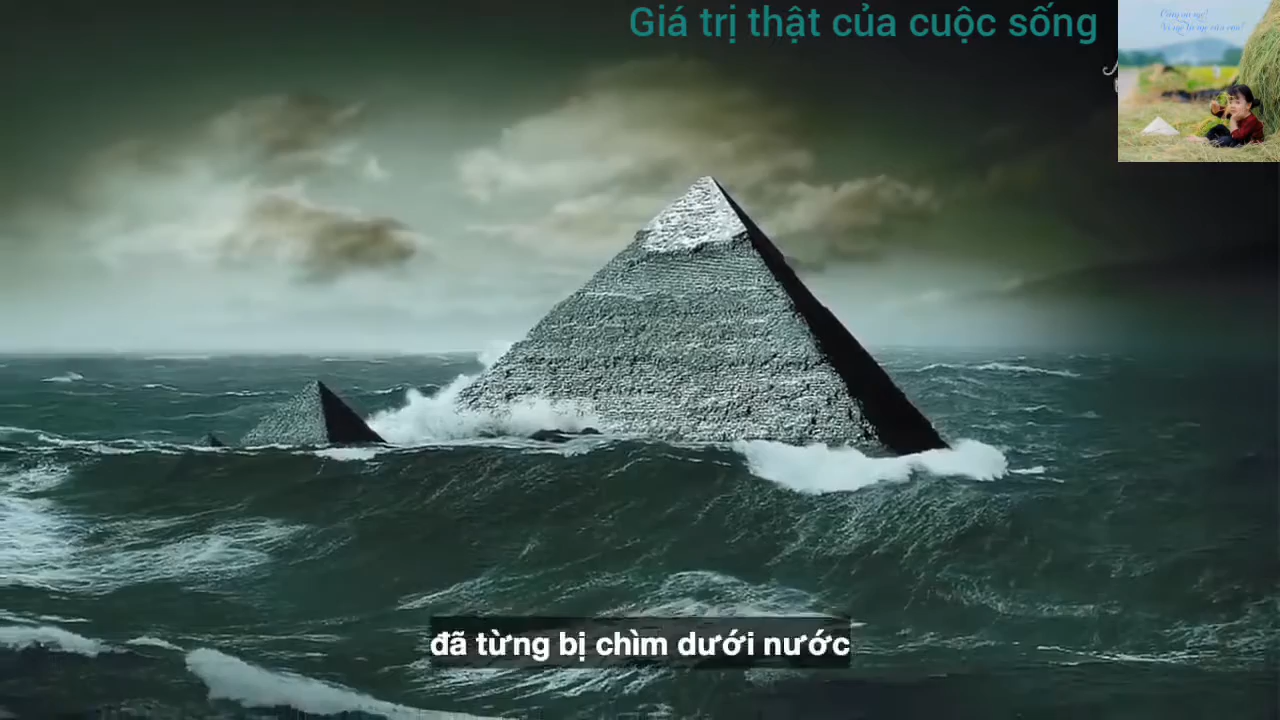 Giá trị thật của cuộc sống
đã từng bị chìm dưới nước